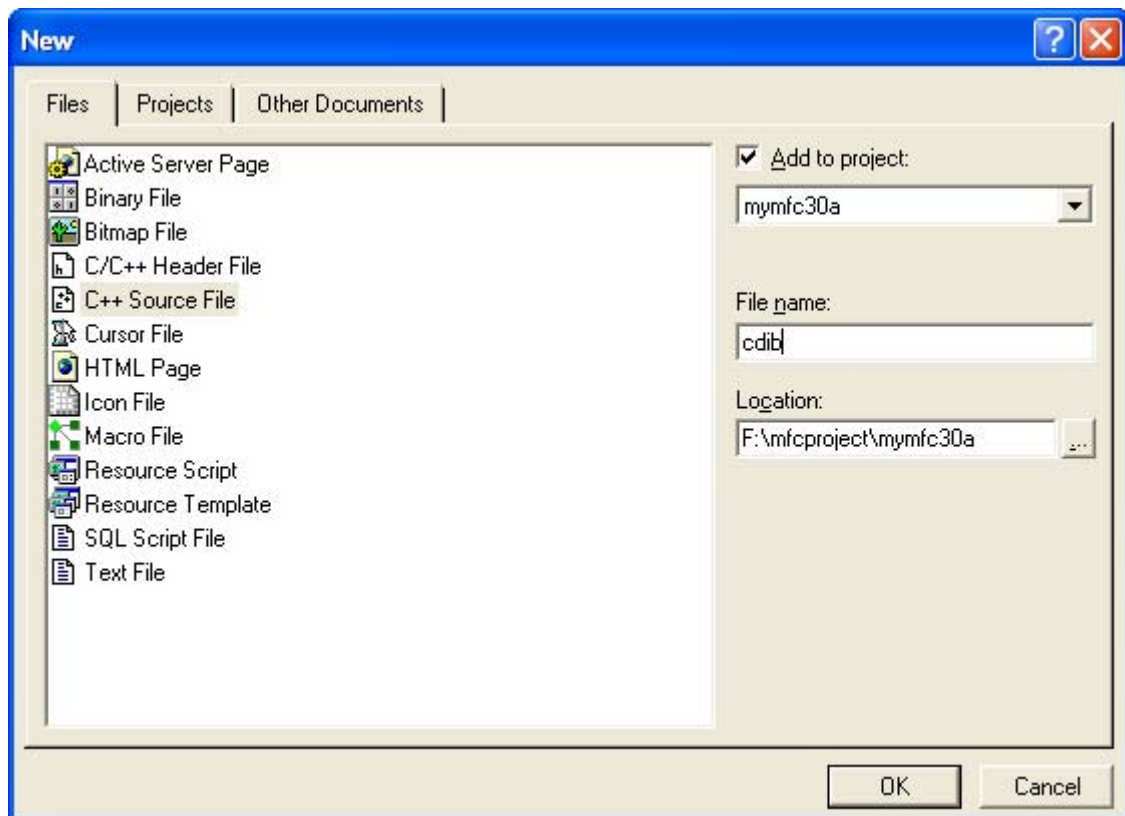 New
Files Projects Other Documents
Active Server Page
Binary File
Bitmap File
C/C++ Header File
C++ Source File
Cursor File
HTML Page
Icon File
Macro File
Resource Script
Resource Template
SQL Script File
Text File
Add to project:
mymfc30a
File name:
cdib
Location:
F:\mfcproject\mymfc30a
...
OK Cancel